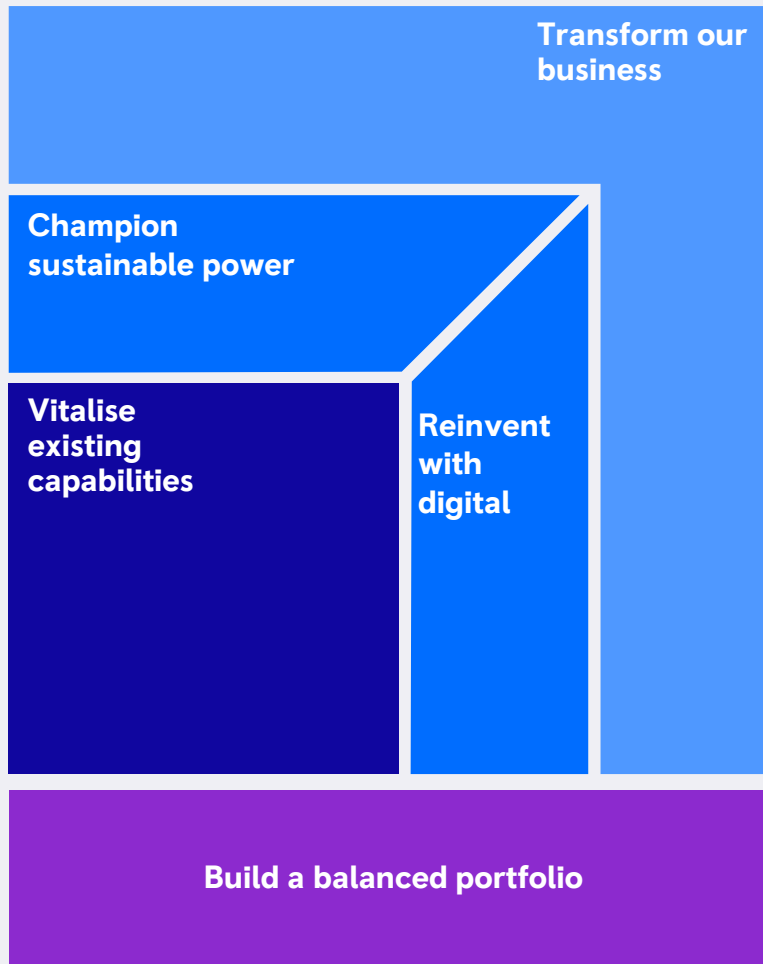 Transform our
business
Champion
sustainable power
Vitalise
existing
capabilities
Reinvent
with
digital
Build a balanced portfolio